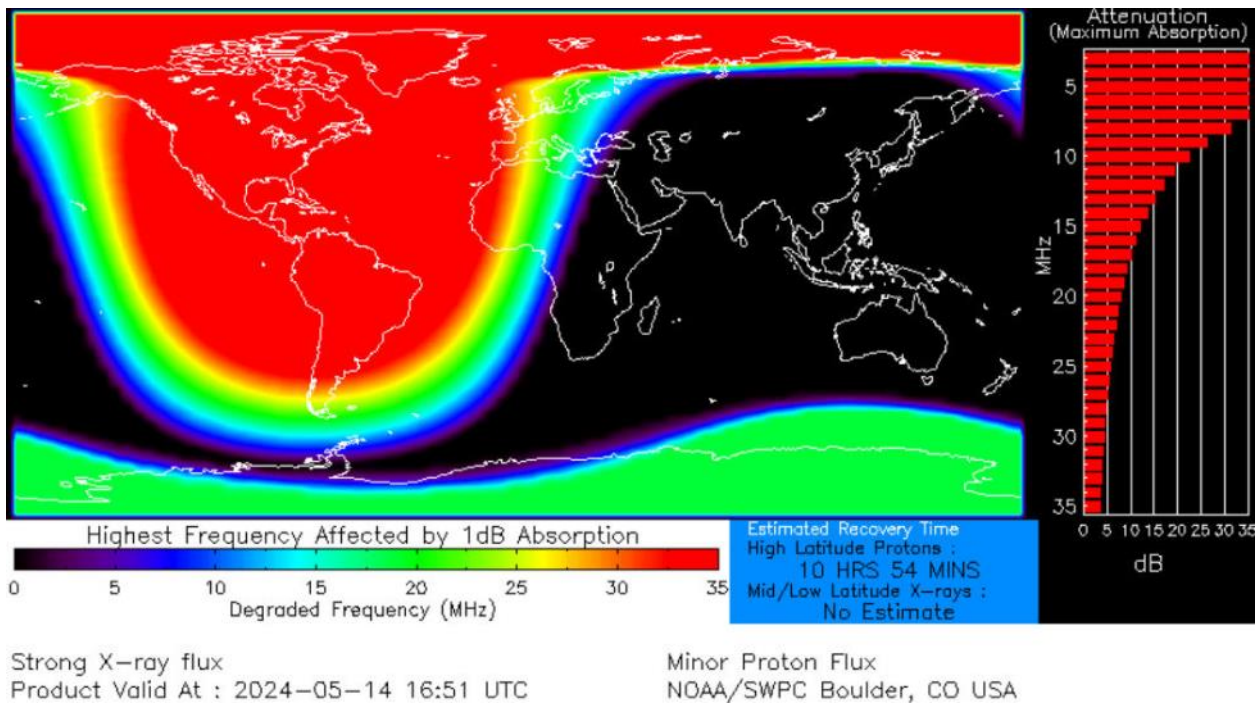 Attenuation
(Maximum Absorption)
5
10
15
20
25
30
35
MHz
0 5 10 15 20 25 30 35
dB
Highest Frequency Affected by 1dB Absorption
0 5 10 15 20 25 30 35
Degraded Frequency (MHz)
Estimated Recovery Time
High Latitude Protons :
10 HRS 54 MINS
Mid/Low Latitude X-rays :
No Estimate
Strong X-ray flux
Product Valid At : 2024-05-14 16:51 UTC
Minor Proton Flux
NOAA/SWPC Boulder, CO USA